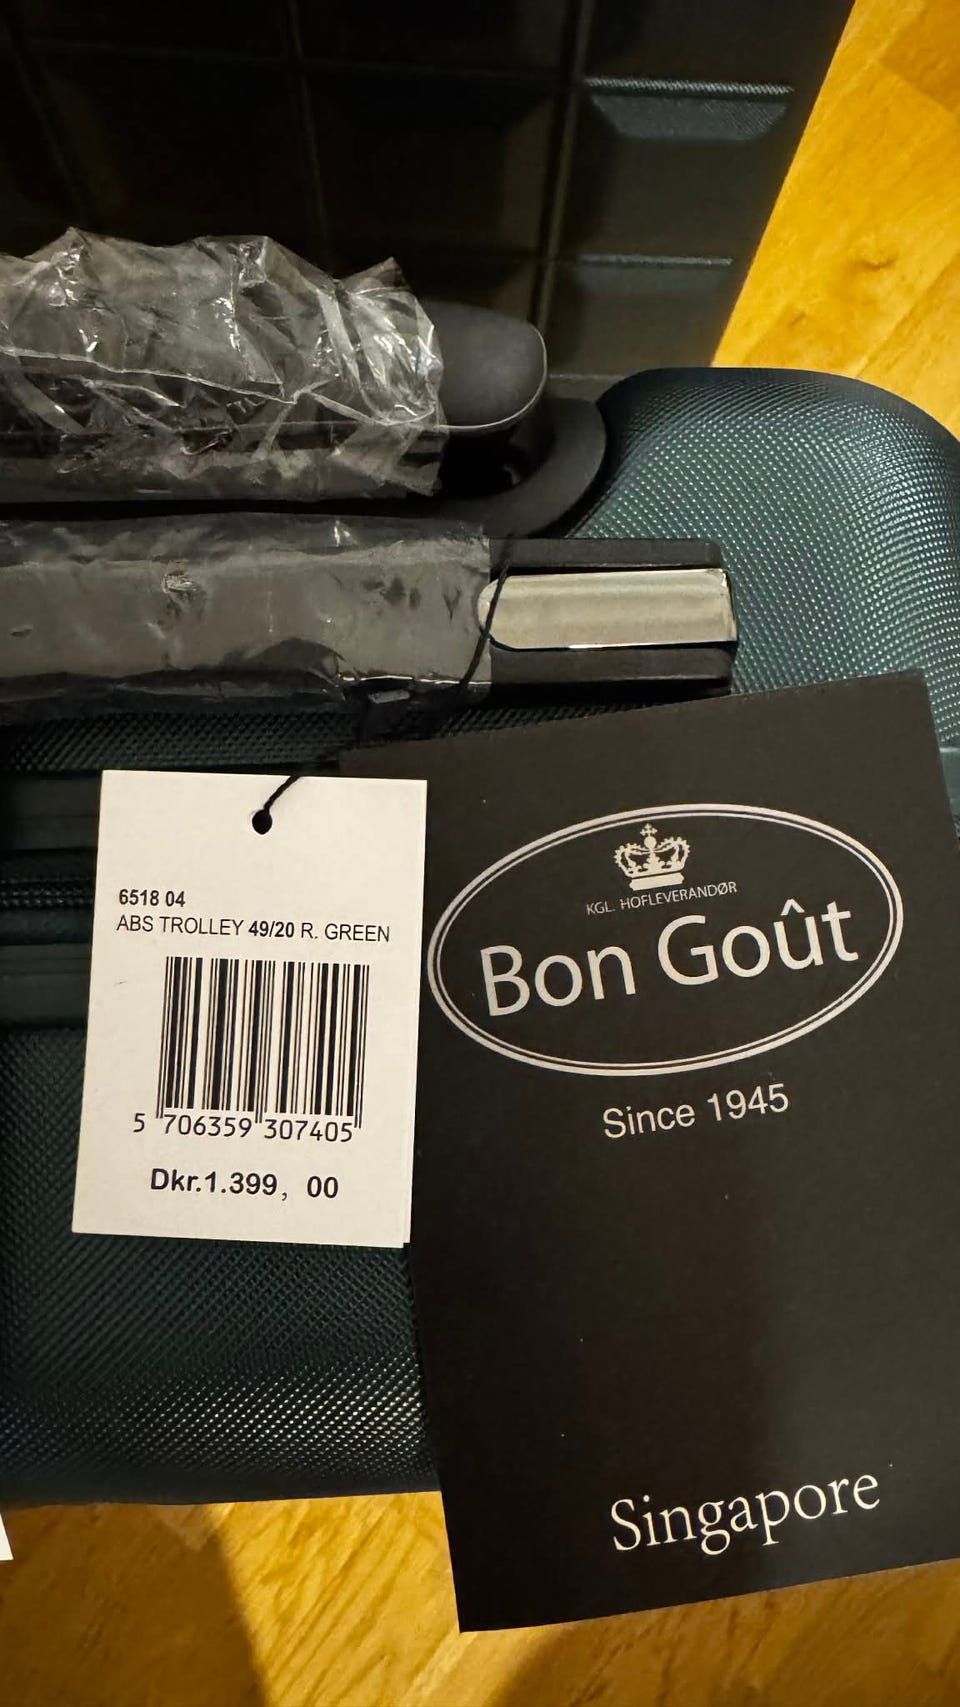 6518 04
ABS TROLLEY 49/20 R. GREEN
5 706359 307405
Dkr.1.399, 00
KGL. HOFLEVERANDØR
Bon Goût
Since 1945
Singapore